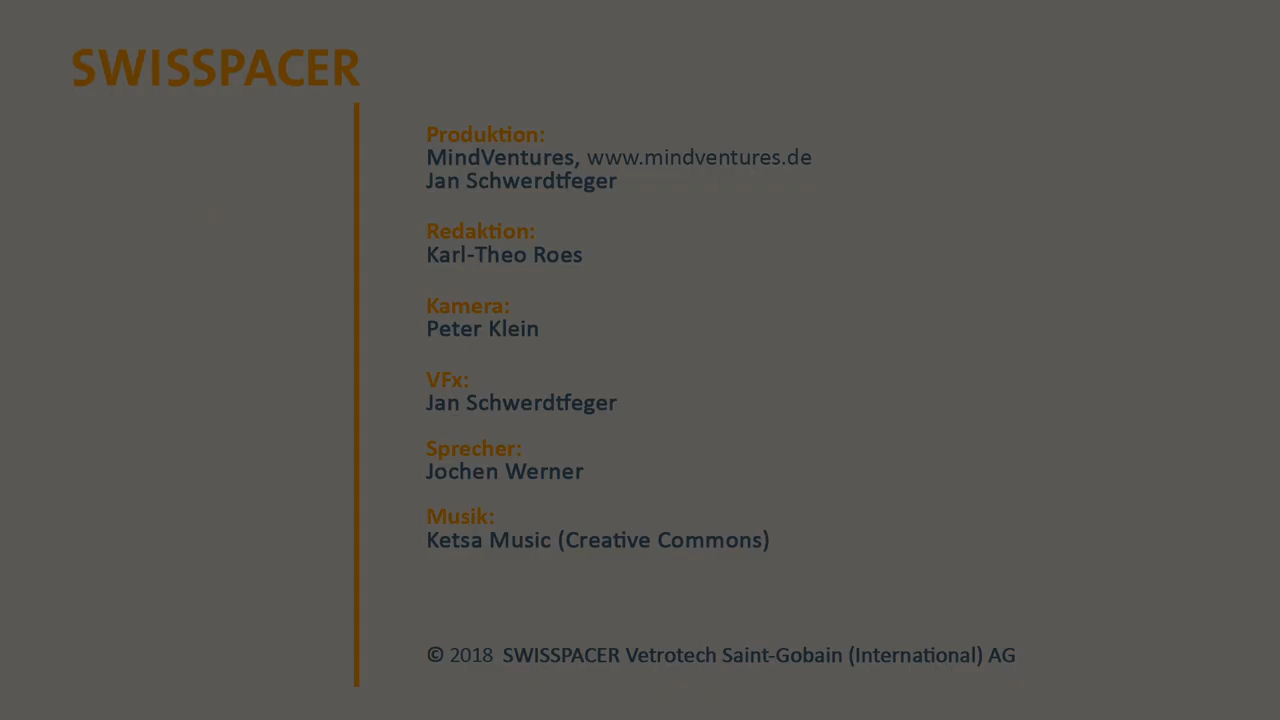 SWISSPACER
Produktion:
MindVentures, www.mindventures.de
Jan Schwerdtfeger
Redaktion:
Karl-Theo Roes
Kamera:
Peter Klein
VFx:
Jan Schwerdtfeger
Sprecher:
Jochen Werner
Musik:
Ketsa Music (Creative Commons)
© 2018 SWISSPACER Vetrotech Saint-Gobain (International) AG